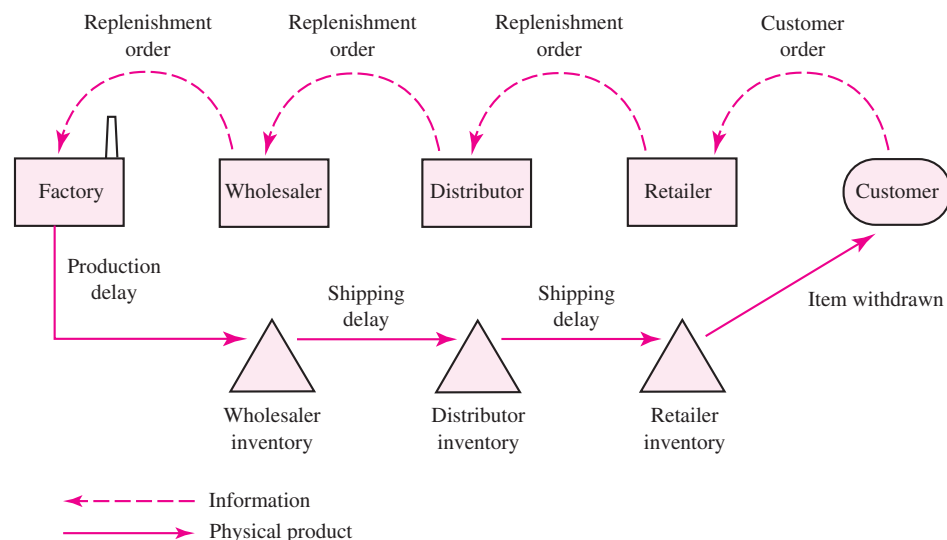 Replenishment
order
Replenishment
order
Replenishment
order
Customer
order
Factory
Wholesaler
Distributor
Retailer
Customer
Production
delay
Shipping
delay
Shipping
delay
Item withdrawn
Wholesaler
inventory
Distributor
inventory
Retailer
inventory
Information
Physical product